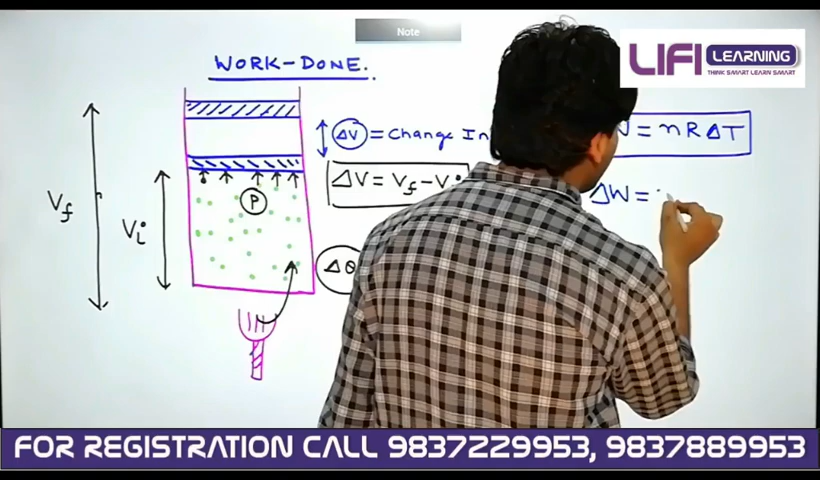 Note
LIFI LEARNING
THINK SMART LEARN SMART
WORK-DONE.
ΔV = Change In
= nRΔT
ΔV = Vf - Vi
P
ΔW =
Vf
Vi
ΔQ
FOR REGISTRATION CALL 9837229953, 9837889953